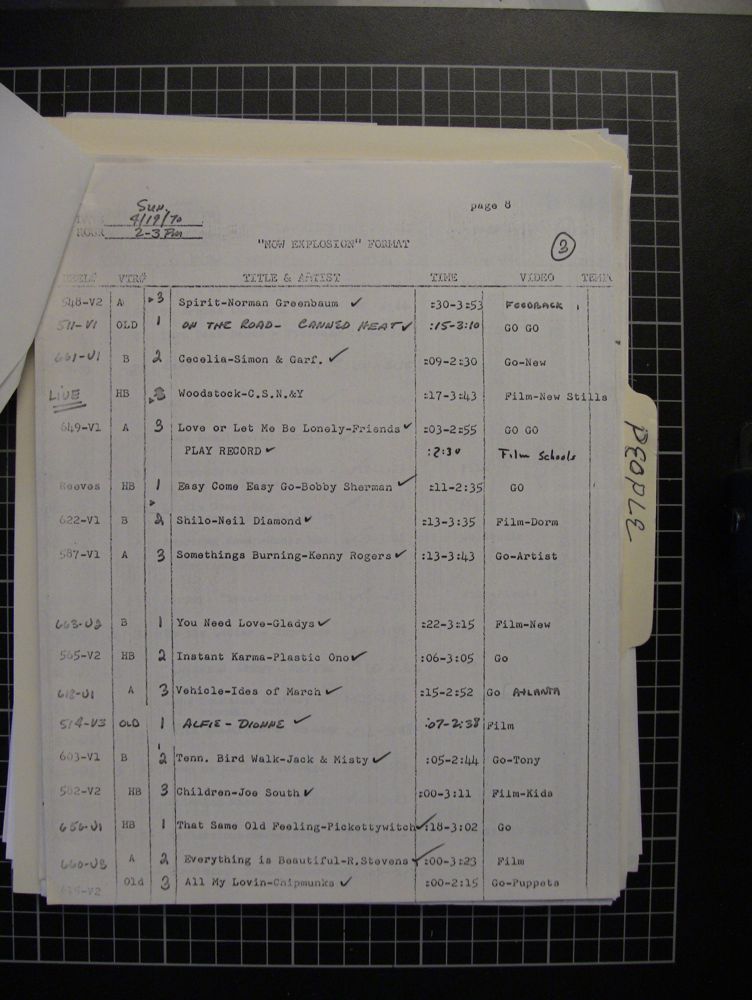 Sun. page 8
DATE 4/19/70
HOUR 2-3 PM
"NOW EXPLOSION" FORMAT 3
REEL# VTR# TITLE & ARTIST TIME VIDEO TEMP
548-V2 A 3 Spirit-Norman Greenbaum ✓ :30-3:53 FEEDBACK
511-V1 OLD 1 ON THE ROAD- CANNED HEAT ✓ :15-3:10 GO GO
661-V1 B 2 Cecelia-Simon & Garf. ✓ :09-2:30 Go-New
LIVE HB Woodstock-C.S.N.&Y :17-3:43 Film-New Stills
649-V1 A 3 Love or Let Me Be Lonely-Friends ✓ :03-2:55 GO GO
PLAY RECORD ✓ :2:30 Film Schools
Reeves HB 1 Easy Come Easy Go-Bobby Sherman ✓ :11-2:35 GO
622-V1 B 2 Shilo-Neil Diamond ✓ :13-3:35 Film-Dorm
587-V1 A 3 Somethings Burning-Kenny Rogers ✓ :13-3:43 Go-Artist
663-V3 B 1 You Need Love-Gladys ✓ :22-3:15 Film-New
565-V2 HB 2 Instant Karma-Plastic Ono ✓ :06-3:05 Go
618-V1 A 3 Vehicle-Ides of March ✓ :15-2:52 Go ATLANTA
514-V3 OLD 1 ALFIE - DIONNE ✓ :07-2:38 Film
603-V1 B 2 Tenn. Bird Walk-Jack & Misty ✓ :05-2:44 Go-Tony
562-V2 HB 3 Children-Joe South ✓ :00-3:11 Film-Kids
656-V1 HB 1 That Same Old Feeling-Pickettywitch ✓ :18-3:02 Go
660-V3 A 2 Everything is Beautiful-R.Stevens ✓ :00-3:23 Film
Old 3 All My Lovin-Chipmunks ✓ :00-2:15 Go-Puppets
PEOPLE